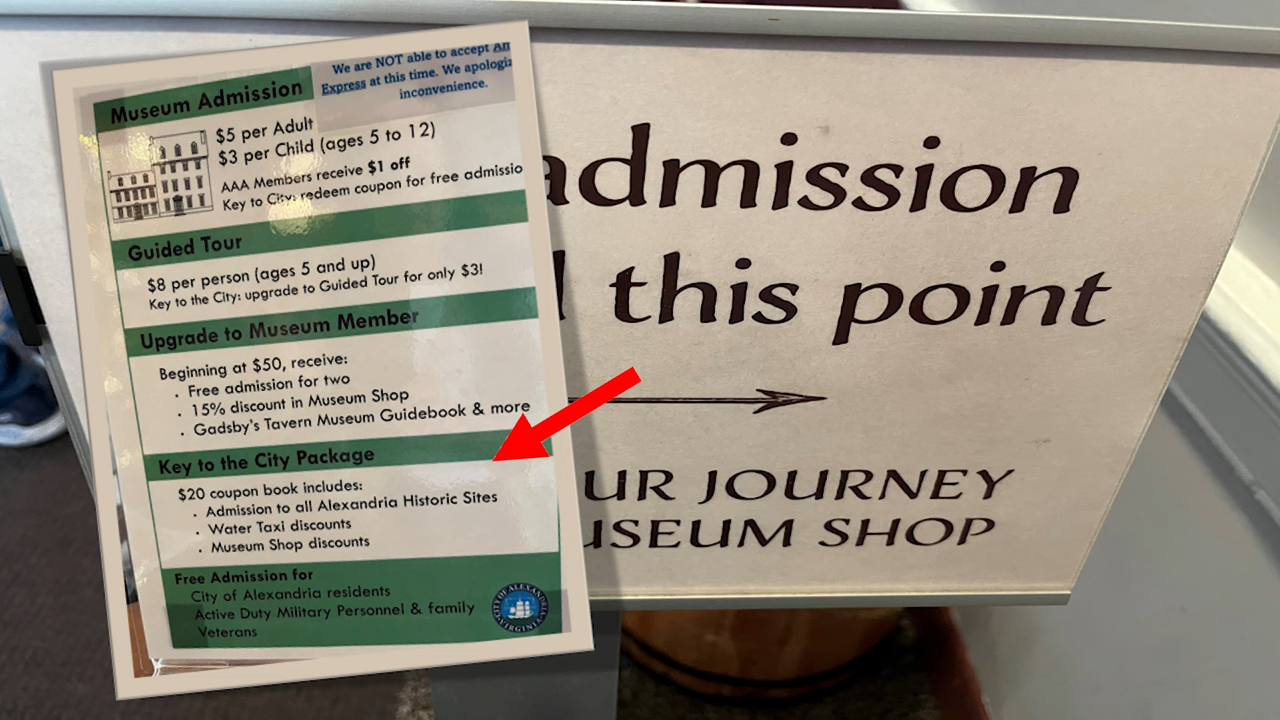 We are NOT able to accept
Express at this time. We
inconvenience.
Museum Admission
$5 per Adult
$3 per Child (ages 5 to 12)
AAA Members receive $1 off
Key to City: redeem coupon for free
Guided Tour
$8 per person (ages 5 and up)
Key to the City: upgrade to Guided Tour for only $3!
Upgrade to Museum Member
Beginning at $50, receive:
. Free admission for two
. 15% discount in Museum Shop
. Gadsby's Tavern Museum Guidebook & more
Key to the City Package
$20 coupon book includes:
. Admission to all Alexandria Historic Sites
. Water Taxi discounts
. Museum Shop discounts
Free Admission for
City of Alexandria residents
Active Duty Military Personnel & family
Veterans
CITY OF ALEXANDRIA
VIRGINIA
admission
this point
JOURNEY
SHOP